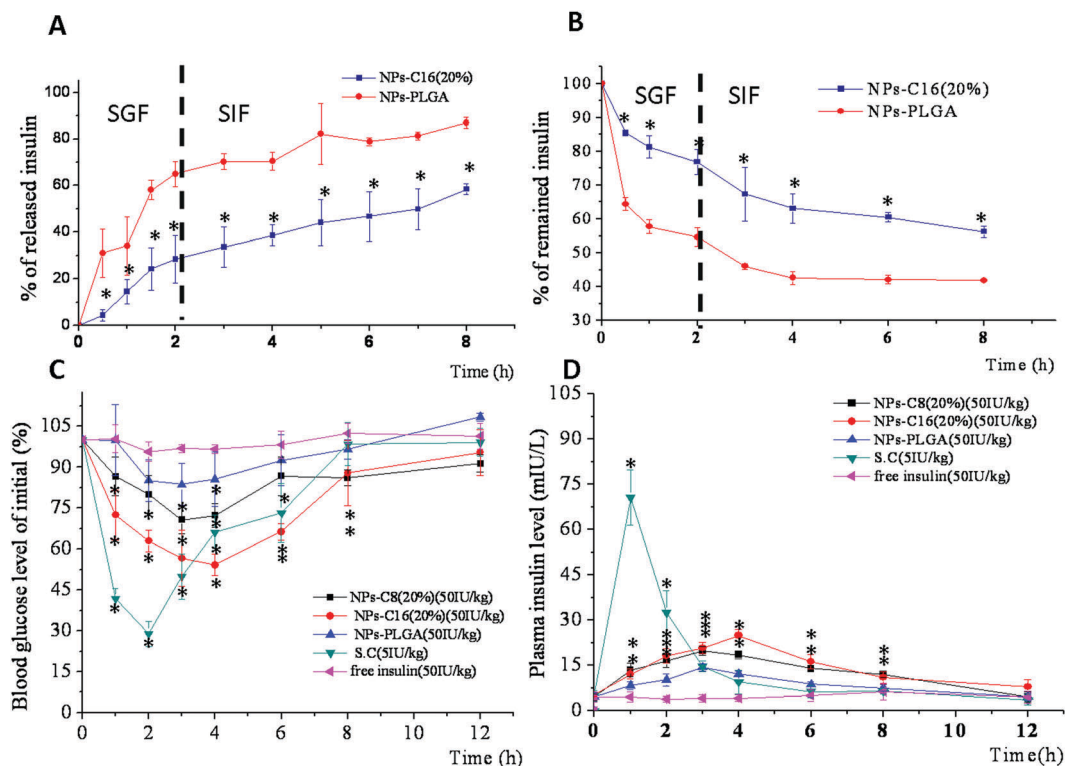 A
NPs-C16(20%)
NPs-PLGA
SGF
SIF
% of released insulin
100
80
60
40
20
0
0
2
4
6
8
Time (h)
B
NPs-C16(20%)
NPs-PLGA
SGF
SIF
% of remained insulin
100
90
80
70
60
50
40
30
0
2
4
6
8
Time (h)
C
Blood glucose level of initial (%)
105
90
75
60
45
30
15
0
NPs-C8(20%)(50IU/kg)
NPs-C16(20%)(50IU/kg)
NPs-PLGA(50IU/kg)
S.C(5IU/kg)
free insulin(50IU/kg)
0
2
4
6
8
10
12
Time (h)
D
Plasma insulin level (mIU/L)
105
90
75
60
45
30
15
0
NPs-C8(20%)(50IU/kg)
NPs-C16(20%)(50IU/kg)
NPs-PLGA(50IU/kg)
S.C(5IU/kg)
free insulin(50IU/kg)
0
2
4
6
8
10
12
Time(h)